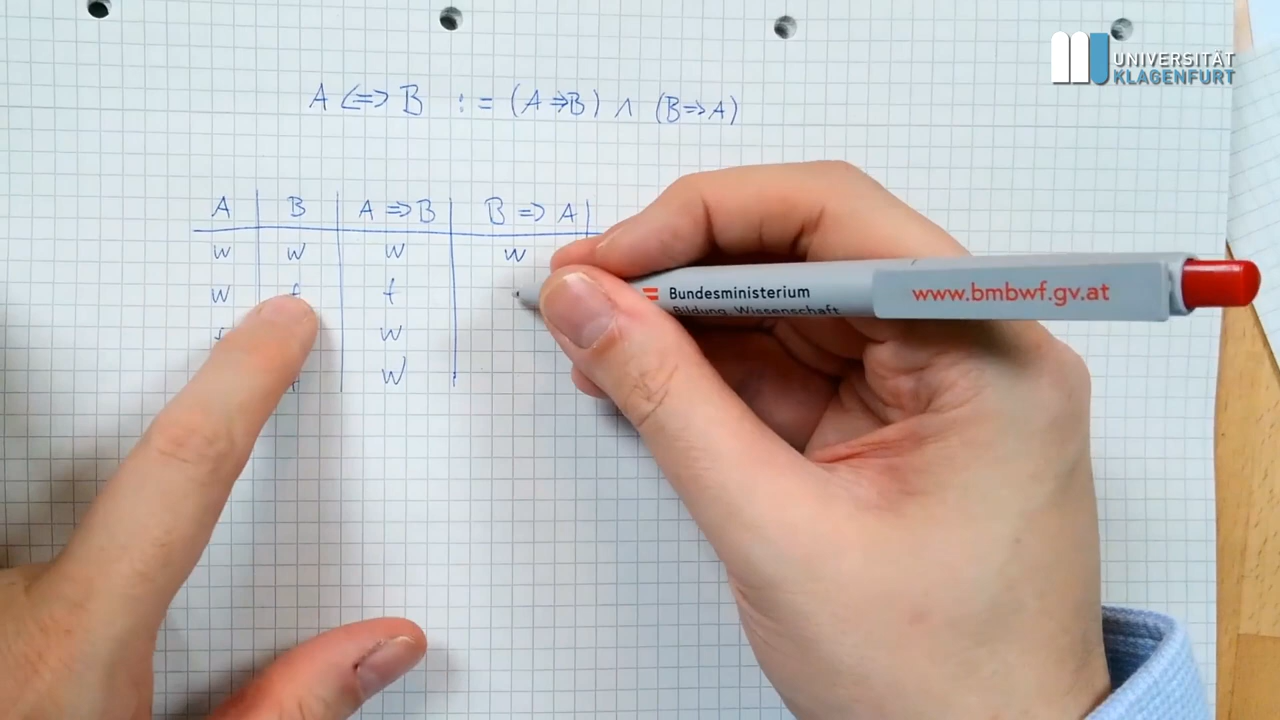 UNIVERSITÄT
KLAGENFURT
A <=> B := (A => B) ∧ (B => A)
A B A => B B => A
w w w w
w f f
w
w
Bundesministerium
Bildung, Wissenschaft
www.bmbwf.gv.at